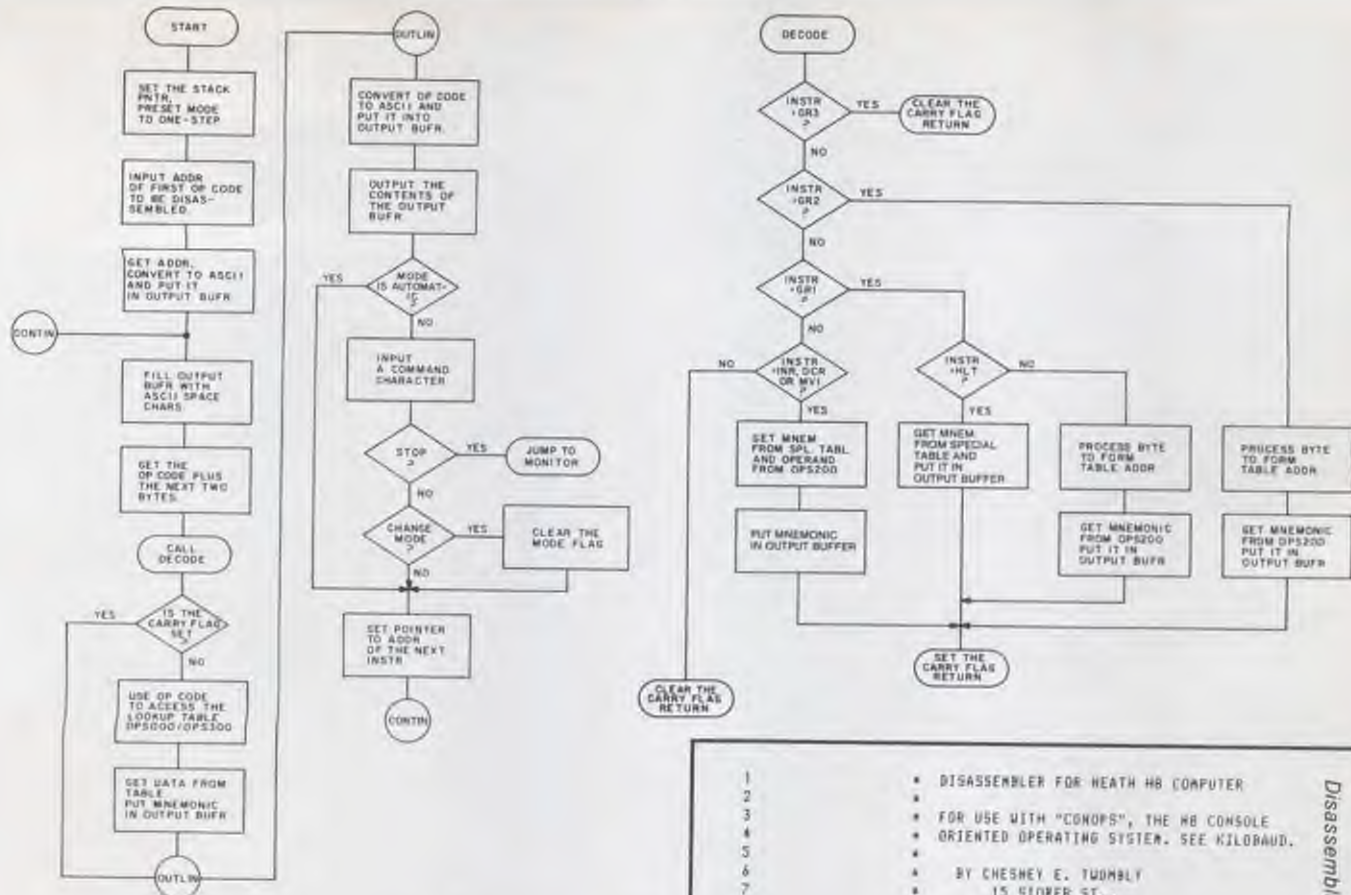 START
SET THE STACK
PNTR,
PRESET MODE
TO ONE-STEP
INPUT ADDR
OF FIRST OP CODE
TO BE DISAS-
SEMBLED.
GET ADDR,
CONVERT TO ASCII
AND PUT IT
IN OUTPUT BUFR
CONTIN
FILL OUTPUT
BUFR WITH
ASCII SPACE
CHARS.
GET THE
OP CODE PLUS
THE NEXT TWO
BYTES.
CALL
DECODE
IS THE
CARRY FLAG
SET
?
YES
NO
USE OP CODE
TO ACCESS THE
LOOKUP TABLE
OPS000/OPS300
GET DATA FROM
TABLE
PUT MNEMONIC
IN OUTPUT BUFR
OUTLIN
OUTLIN
CONVERT OP CODE
TO ASCII AND
PUT IT INTO
OUTPUT BUFR.
OUTPUT THE
CONTENTS OF
THE OUTPUT
BUFR
MODE
IS AUTOMAT-
IC
?
YES
NO
INPUT
A COMMAND
CHARACTER
STOP
?
YES
JUMP TO
MONITOR
NO
CHANGE
MODE
?
YES
CLEAR THE
MODE FLAG
NO
SET POINTER
TO ADDR
OF THE NEXT
INSTR
CONTIN
DECODE
INSTR
=GR3
?
YES
CLEAR THE
CARRY FLAG
RETURN
NO
INSTR
=GR2
?
YES
NO
INSTR
=GR1
?
YES
NO
INSTR
=INR, DCR
OR MVI
?
NO
YES
INSTR
=HLT
?
NO
YES
GET MNEM
FROM SPL. TABL
AND OPERAND
FROM OPS200
GET MNEM.
FROM SPECIAL
TABLE AND
PUT IT IN
OUTPUT BUFFER
PROCESS BYTE
TO FORM
TABLE ADDR
PROCESS BYTE
TO FORM
TABLE ADDR
PUT MNEMONIC
IN OUTPUT BUFFER
GET MNEMONIC
FROM OPS200
PUT IT IN
OUTPUT BUFR
GET MNEMONIC
FROM OPS200
PUT IT IN
OUTPUT BUFR
SET THE
CARRY FLAG
RETURN
CLEAR THE
CARRY FLAG
RETURN
1 * DISASSEMBLER FOR HEATH H8 COMPUTER
2 *
3 * FOR USE WITH "CONOPS", THE H8 CONSOLE
4 * ORIENTED OPERATING SYSTEM. SEE KILOBAUD.
5 *
6 * BY CHESNEY E. TWOMBLY
7 * 15 STORER ST.